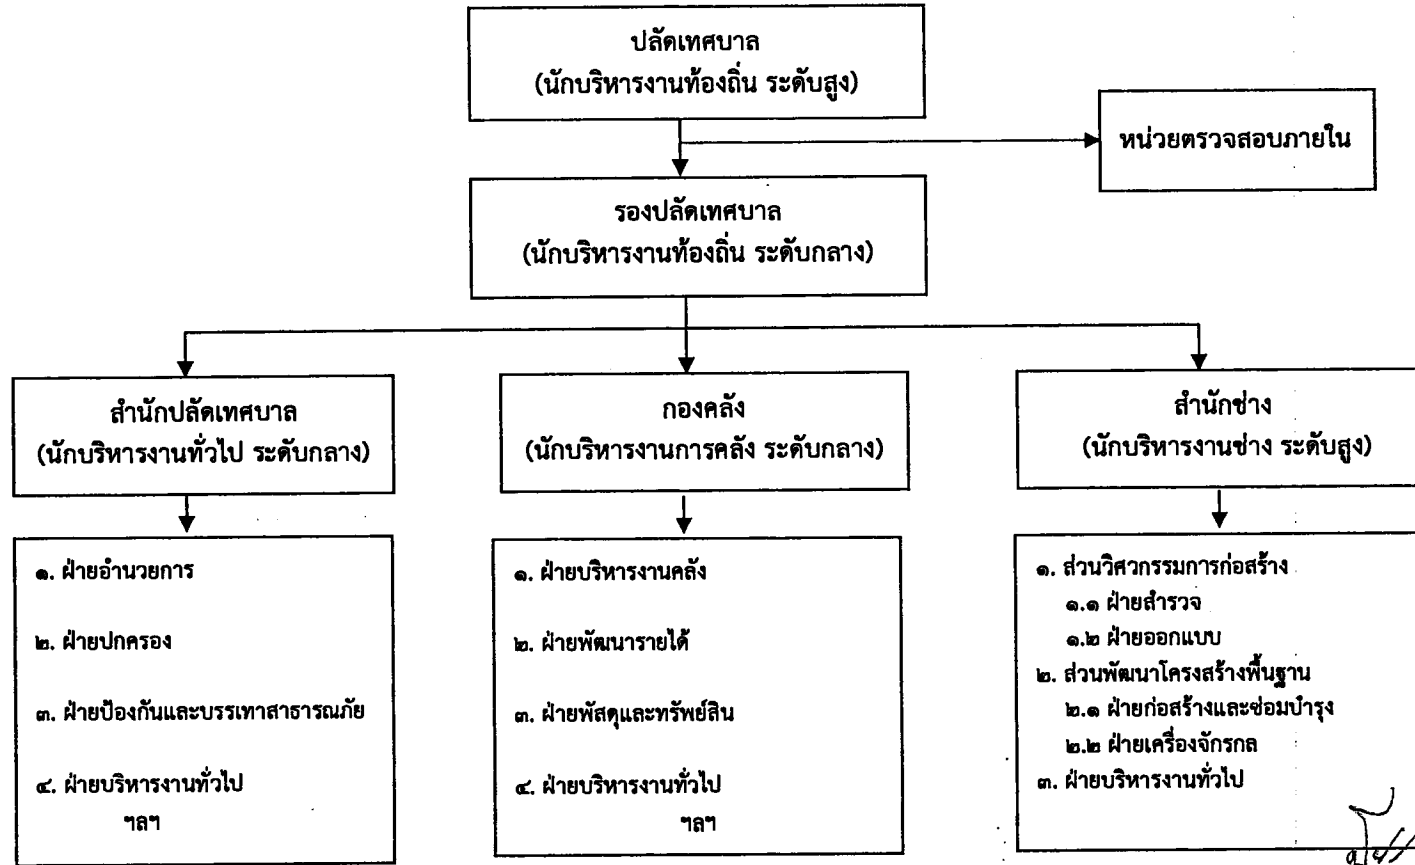 ปลัดเทศบาล
(นักบริหารงานท้องถิ่น ระดับสูง)
หน่วยตรวจสอบภายใน
รองปลัดเทศบาล
(นักบริหารงานท้องถิ่น ระดับกลาง)
สำนักปลัดเทศบาล
(นักบริหารงานทั่วไป ระดับกลาง)
กองคลัง
(นักบริหารงานการคลัง ระดับกลาง)
สำนักช่าง
(นักบริหารงานช่าง ระดับสูง)
๑. ฝ่ายอำนวยการ
๒. ฝ่ายปกครอง
๓. ฝ่ายป้องกันและบรรเทาสาธารณภัย
๔. ฝ่ายบริหารงานทั่วไป
ฯลฯ
๑. ฝ่ายบริหารงานคลัง
๒. ฝ่ายพัฒนารายได้
๓. ฝ่ายพัสดุและทรัพย์สิน
๔. ฝ่ายบริหารงานทั่วไป
ฯลฯ
๑. ส่วนวิศวกรรมการก่อสร้าง
๑.๑ ฝ่ายสำรวจ
๑.๒ ฝ่ายออกแบบ
๒. ส่วนพัฒนาโครงสร้างพื้นฐาน
๒.๑ ฝ่ายก่อสร้างและซ่อมบำรุง
๒.๒ ฝ่ายเครื่องจักรกล
๓. ฝ่ายบริหารงานทั่วไป